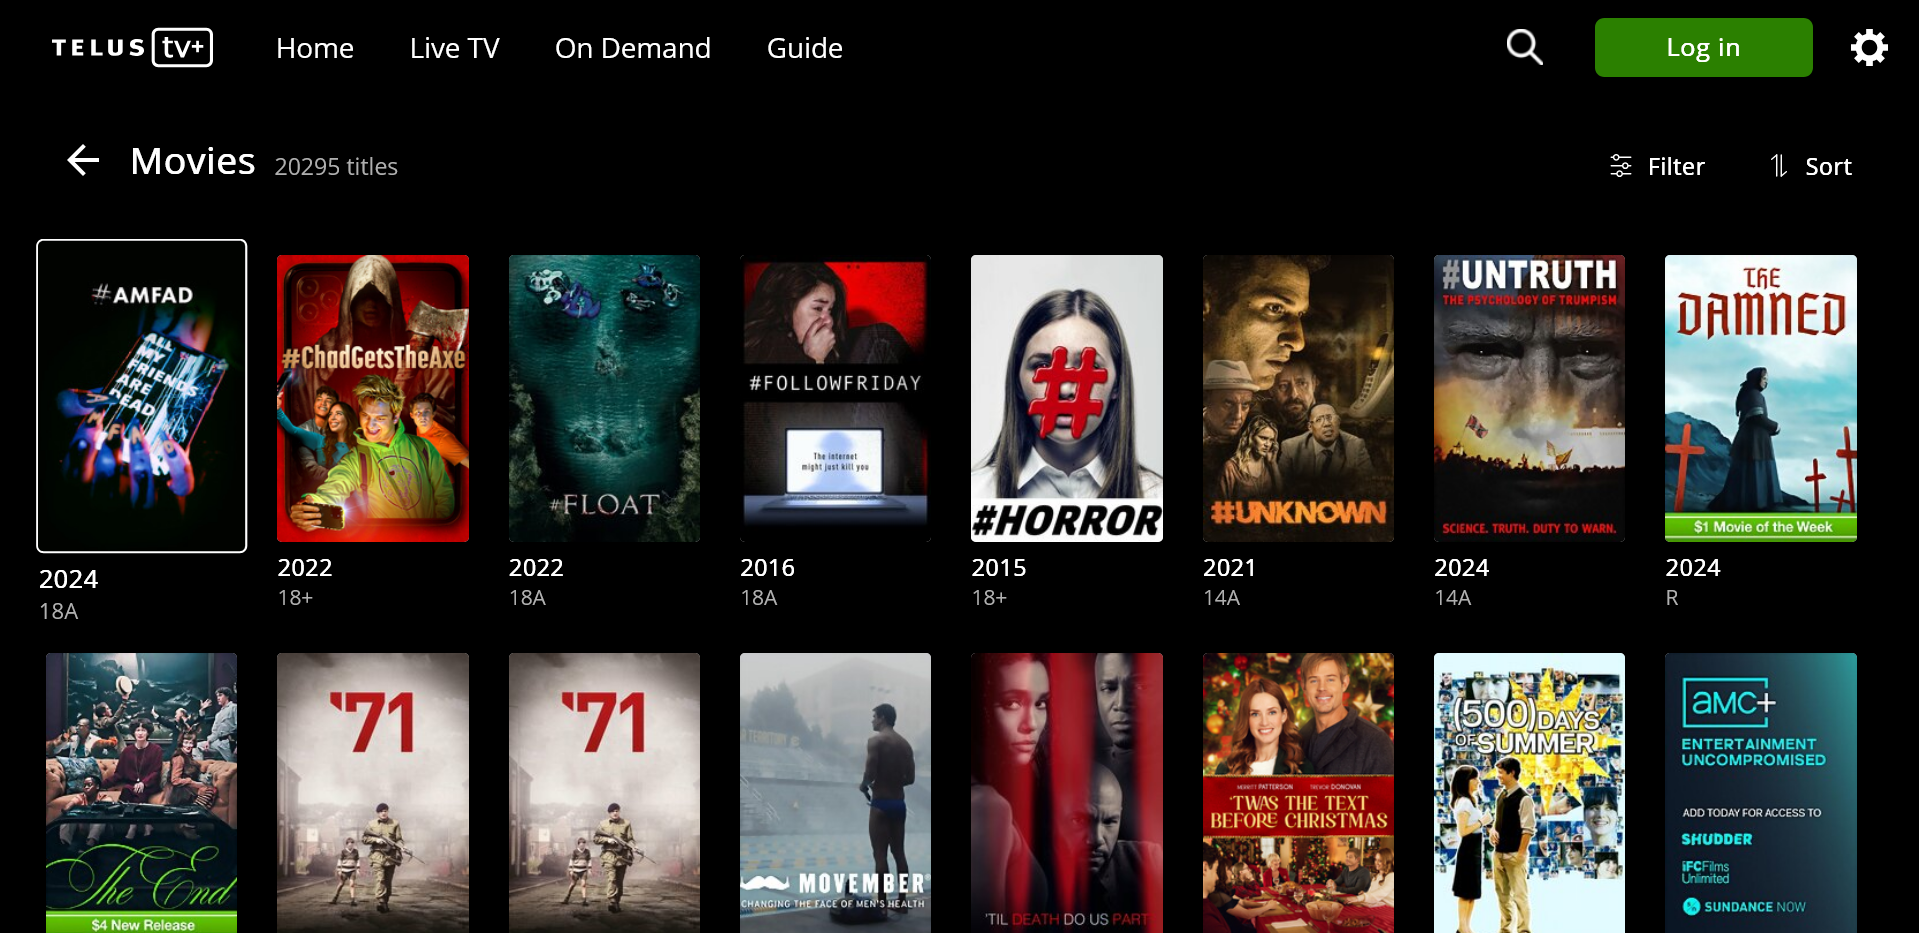 TELUS tv+
Home
Live TV
On Demand
Guide
Log in
Movies
20295 titles
Filter
Sort
#AMFAD
ALL
MY
FRIENDS
ARE
DEAD
2024
18A
#ChadGetsTheAxe
2022
18+
#FLOAT
2022
18A
#FOLLOWFRIDAY
The internet
might just kill you
2016
18A
#HORROR
2015
18+
#UNKNOWN
2021
14A
#UNTRUTH
THE PSYCHOLOGY OF TRUMPISM
SCIENCE. TRUTH. DUTY TO WARN.
2024
14A
THE
DAMNED
$1 Movie of the Week
2024
R
The End
$4 New Release
'71
'71
MOVEMBER
CHANGING THE FACE OF MEN'S HEALTH
'TIL DEATH DO US PART
MERRITT PATTERSON
TREVOR DONOVAN
'TWAS THE TEXT
BEFORE CHRISTMAS
(500) DAYS
OF SUMMER
aMC+
ENTERTAINMENT
UNCOMPROMISED
ADD TODAY FOR ACCESS TO
SHUDDER
IFC Films
Unlimited
SUNDANCE NOW